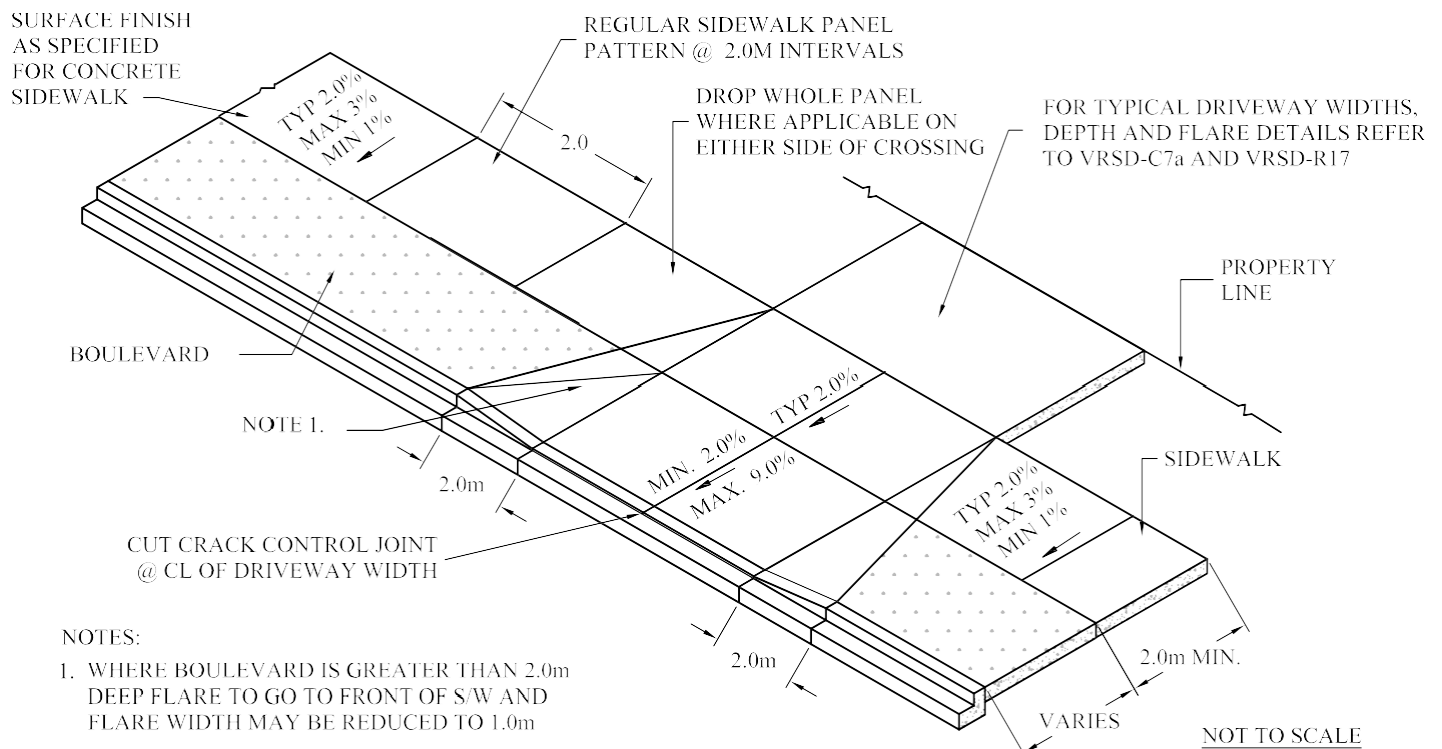 SURFACE FINISH
AS SPECIFIED
FOR CONCRETE
SIDEWALK
TYP 2.0%
MAX 3%
MIN 1%
REGULAR SIDEWALK PANEL
PATTERN @ 2.0M INTERVALS
2.0
DROP WHOLE PANEL
WHERE APPLICABLE ON
EITHER SIDE OF CROSSING
FOR TYPICAL DRIVEWAY WIDTHS,
DEPTH AND FLARE DETAILS REFER
TO VRSD-C7a AND VRSD-R17
PROPERTY
LINE
BOULEVARD
NOTE 1.
TYP 2.0%
MIN. 2.0%
MAX. 9.0%
2.0m
SIDEWALK
TYP 2.0%
MAX 3%
MIN 1%
CUT CRACK CONTROL JOINT
@ CL OF DRIVEWAY WIDTH
2.0m
2.0m MIN.
VARIES
NOTES:
1. WHERE BOULEVARD IS GREATER THAN 2.0m
DEEP FLARE TO GO TO FRONT OF S/W AND
FLARE WIDTH MAY BE REDUCED TO 1.0m
NOT TO SCALE